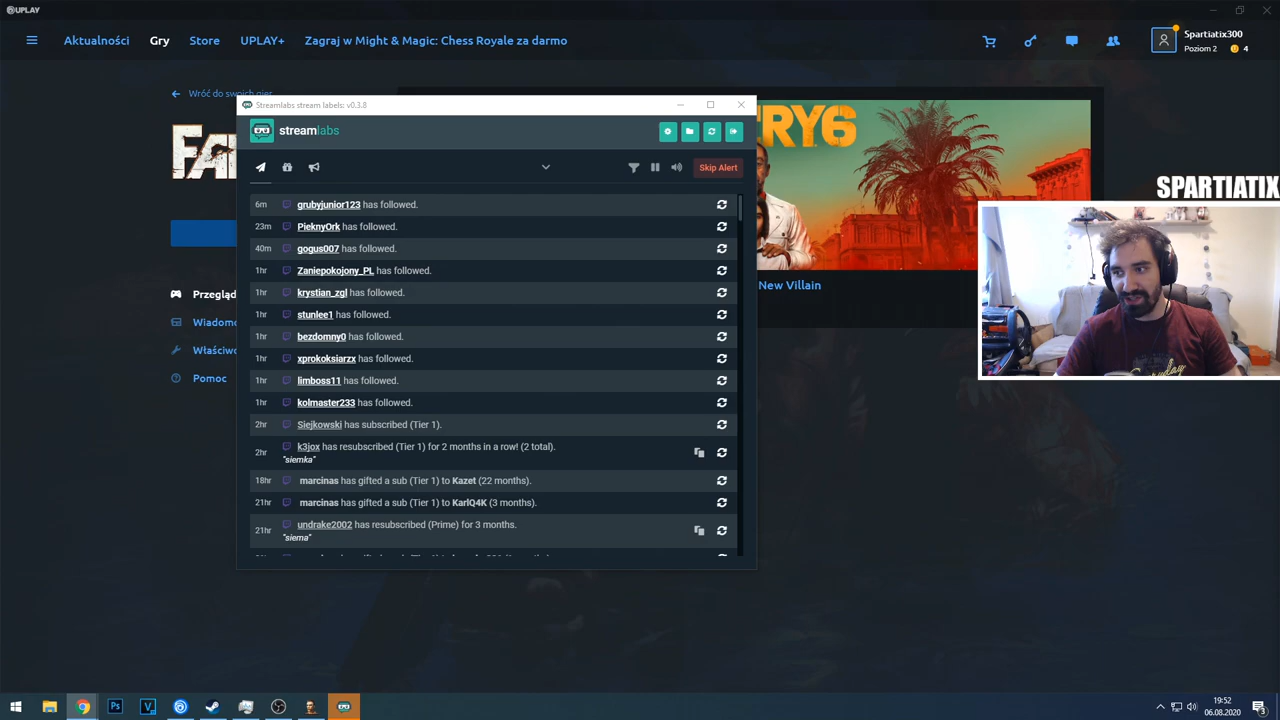 UPLAY
Aktualności Gry Store UPLAY+ Zagraj w Might & Magic: Chess Royale za darmo
Spartiatix300
Poziom 2 4
Wróć do swoich gier
Streamlabs stream labels: v0.3.8
streamlabs
RY6
Skip Alert
SPARTIATIX
6m grubyjunior123 has followed.
23m PieknyOrk has followed.
40m gogus007 has followed.
1hr Zaniepokojony_PL has followed.
New Villain
1hr krystian_zgl has followed.
Przegląd
1hr stunlee1 has followed.
Wiadomo
1hr bezdomny0 has followed.
Właściwo
1hr xprokoksiarzx has followed.
Pomoc
1hr limboss11 has followed.
1hr kolmaster233 has followed.
2hr Siejkowski has subscribed (Tier 1).
2hr k3jox has resubscribed (Tier 1) for 2 months in a row! (2 total).
"siemka"
18hr marcinas has gifted a sub (Tier 1) to Kazet (22 months).
21hr marcinas has gifted a sub (Tier 1) to KarlQ4K (3 months).
21hr undrake2002 has resubscribed (Prime) for 3 months.
"siema"
Ps V
19:52
06.08.2020
3